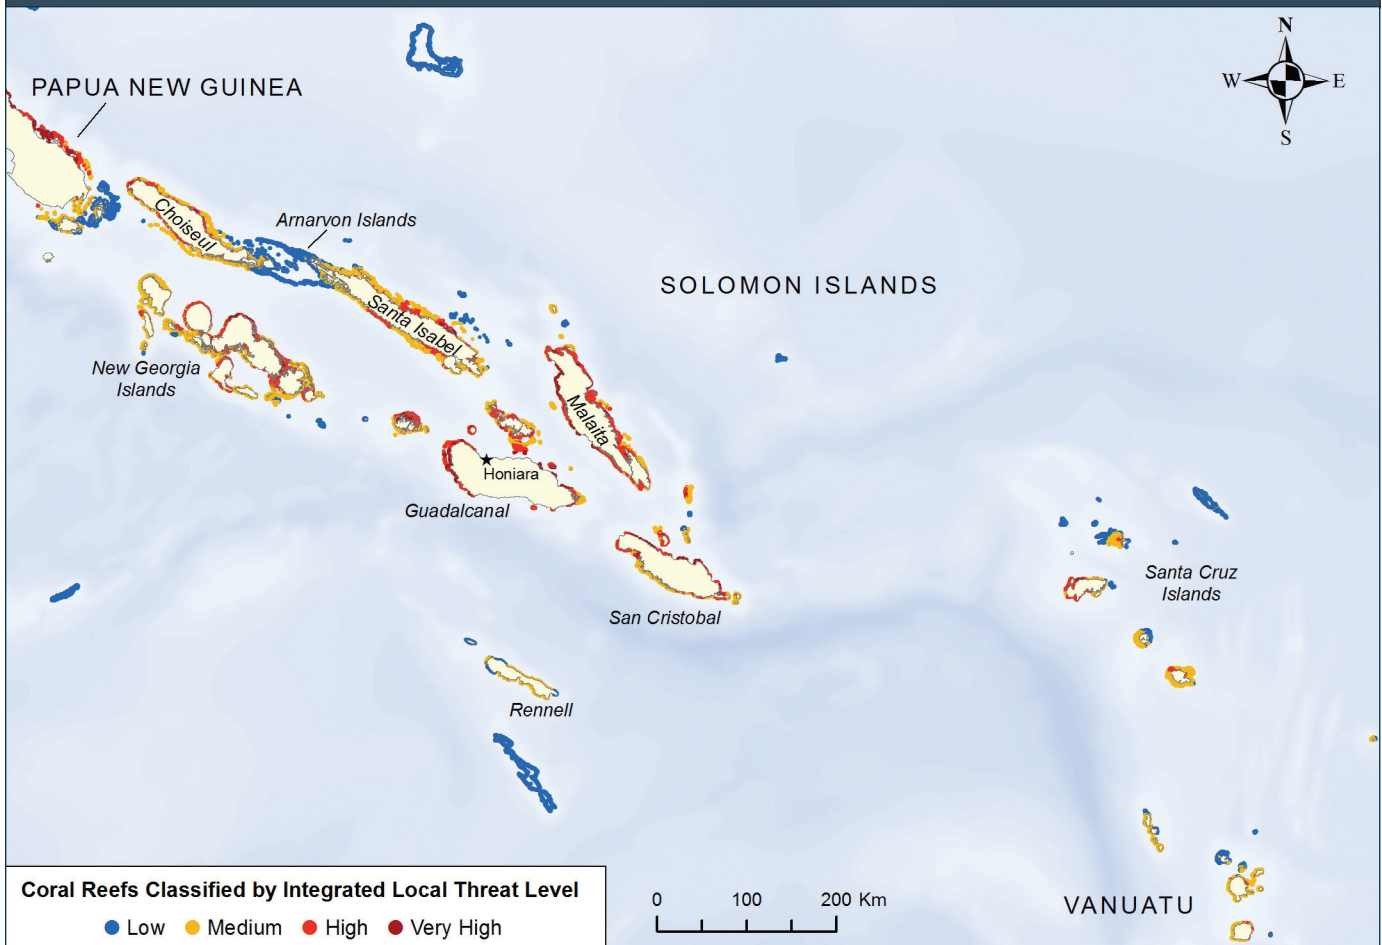 N
PAPUA NEW GUINEA
W E
S
Choiseul
Arnarvon Islands
SOLOMON ISLANDS
Santa Isabel
New Georgia
Islands
Malaita
Honiara
Guadalcanal
Santa Cruz
Islands
San Cristobal
Rennell
Coral Reefs Classified by Integrated Local Threat Level
Low Medium High Very High
0 100 200 Km
VANUATU